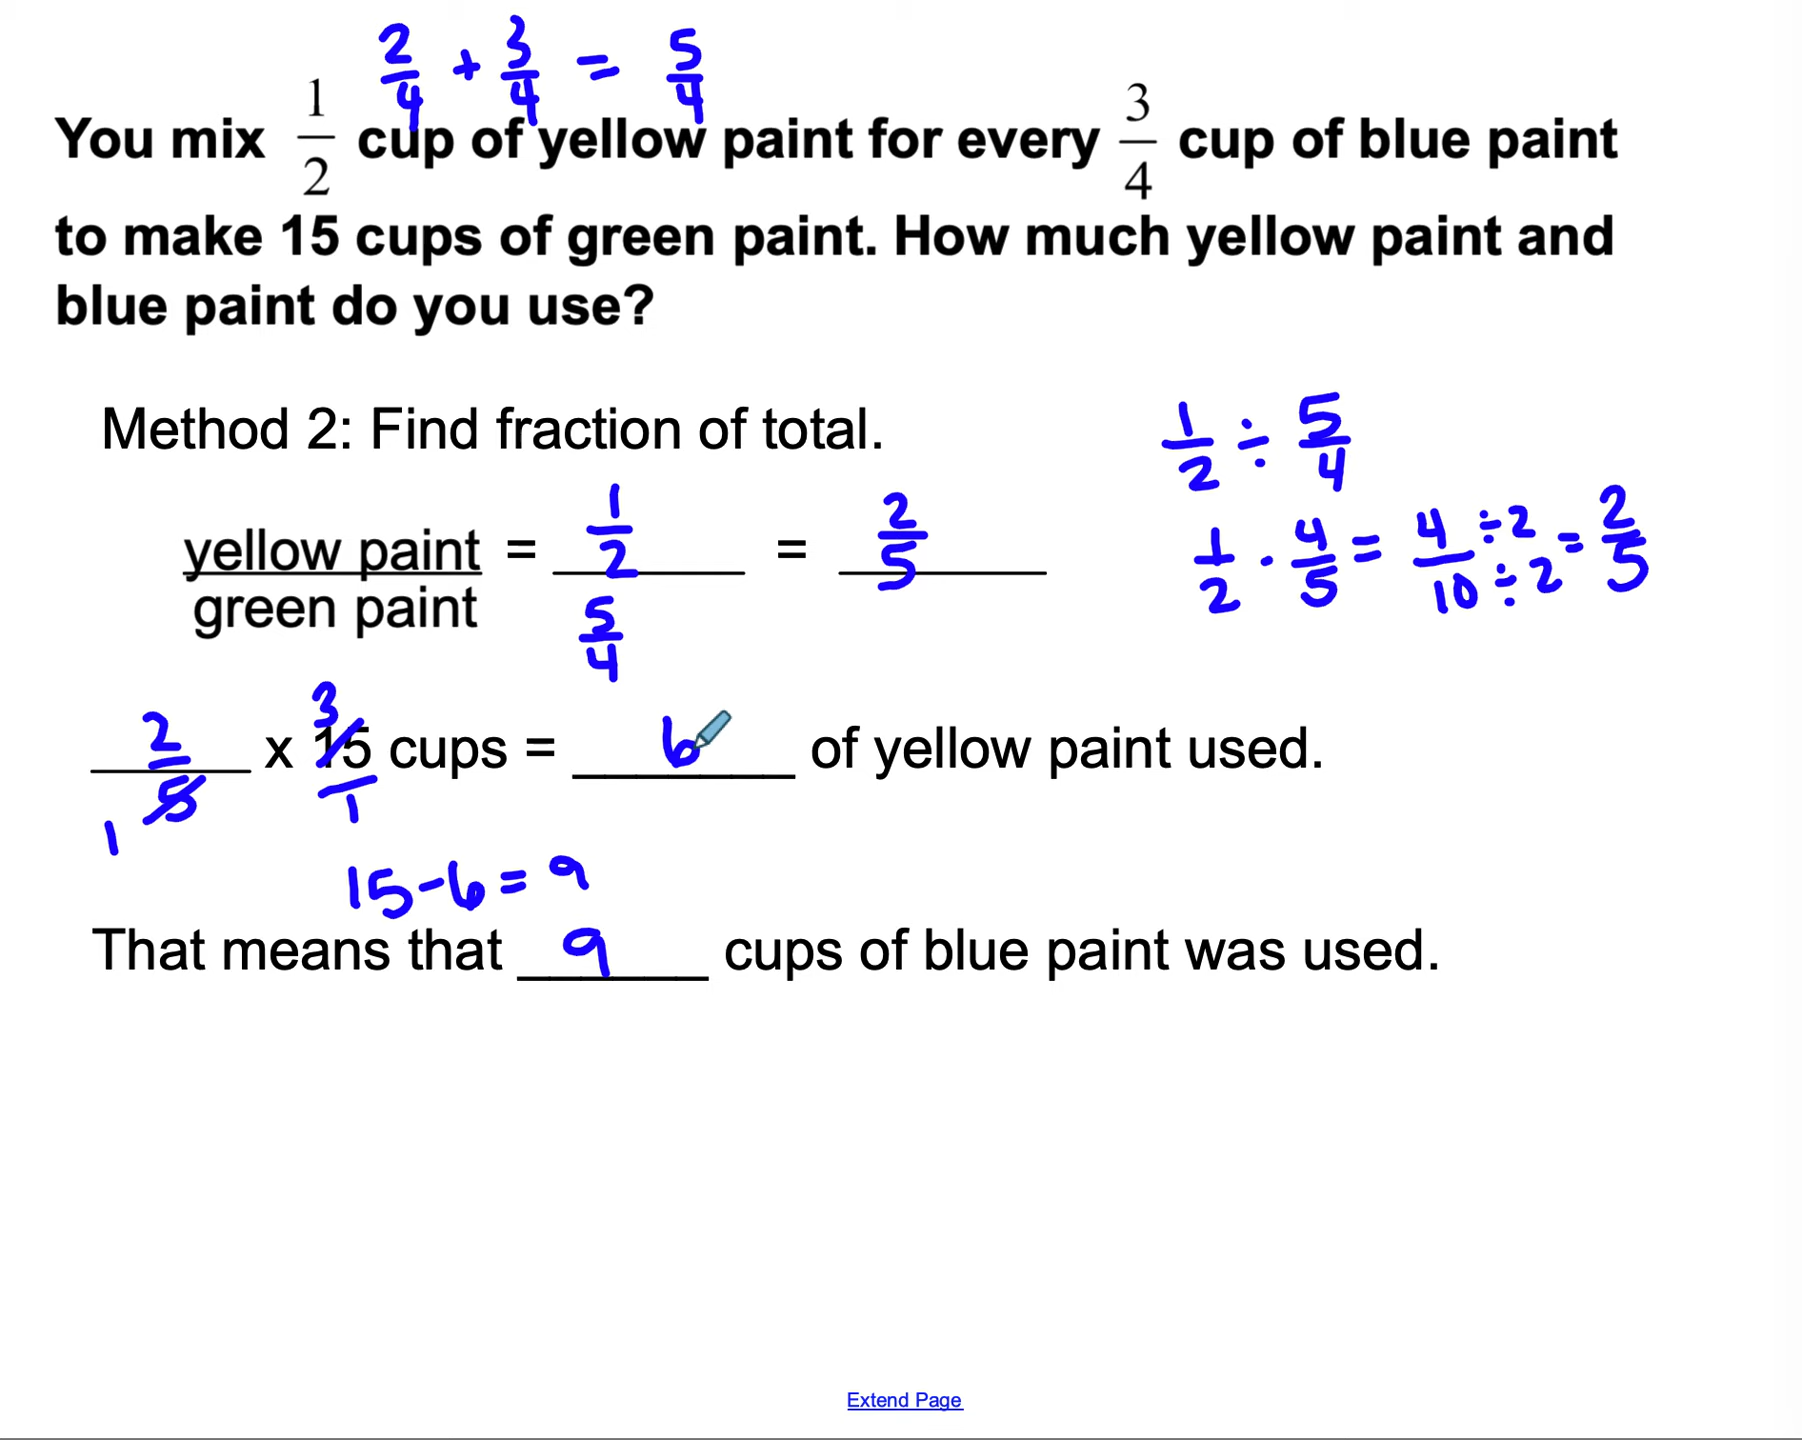 2/4 + 3/4 = 5/4
You mix 1/2 cup of yellow paint for every 3/4 cup of blue paint
to make 15 cups of green paint. How much yellow paint and
blue paint do you use?
Method 2: Find fraction of total.
1/2 ÷ 5/4
yellow paint/green paint = 1/2 / 5/4 = 2/5
1/2 · 4/5 = 4÷2/10÷2 = 2/5
3
2/5 x 15/1 cups = 6 of yellow paint used.
1
15-6=9
That means that 9 cups of blue paint was used.
Extend Page